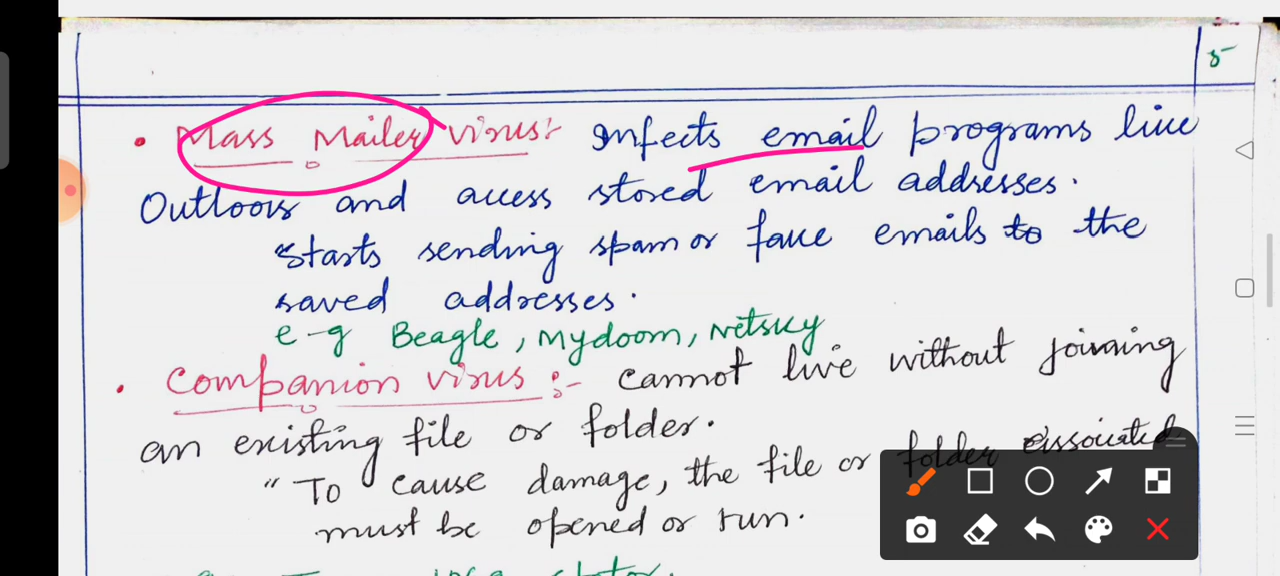 5
• Mass Mailer virus:- Infects email programs like
Outlook and access stored email addresses.
"Starts sending spam or fake emails to the
saved addresses.
e-g Beagle, Mydoom, Netsky
• Companion virus :- cannot live without joinning
an existing file or folder.
" To cause damage, the file or folder associated
must be opened or run.